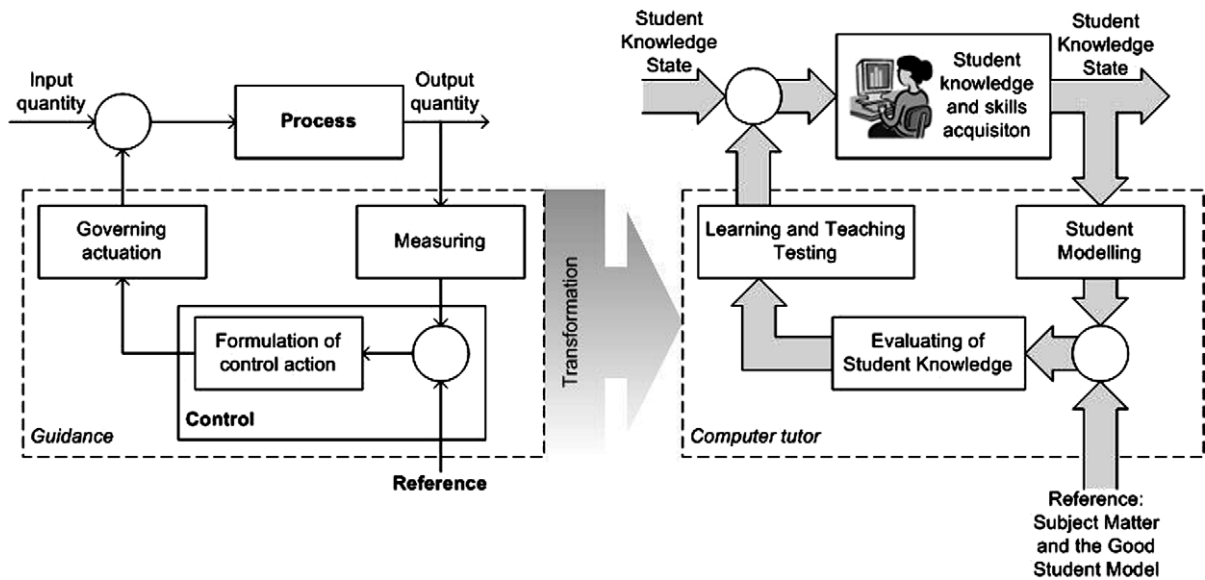 Input
quantity
Output
quantity
Process
Governing
actuation
Measuring
Formulation of
control action
Control
Guidance
Reference
Transformation
Student
Knowledge
State
Student
knowledge
and skills
acquisiton
Student
Knowledge
State
Learning and Teaching
Testing
Student
Modelling
Evaluating of
Student Knowledge
Computer tutor
Reference:
Subject Matter
and the Good
Student Model